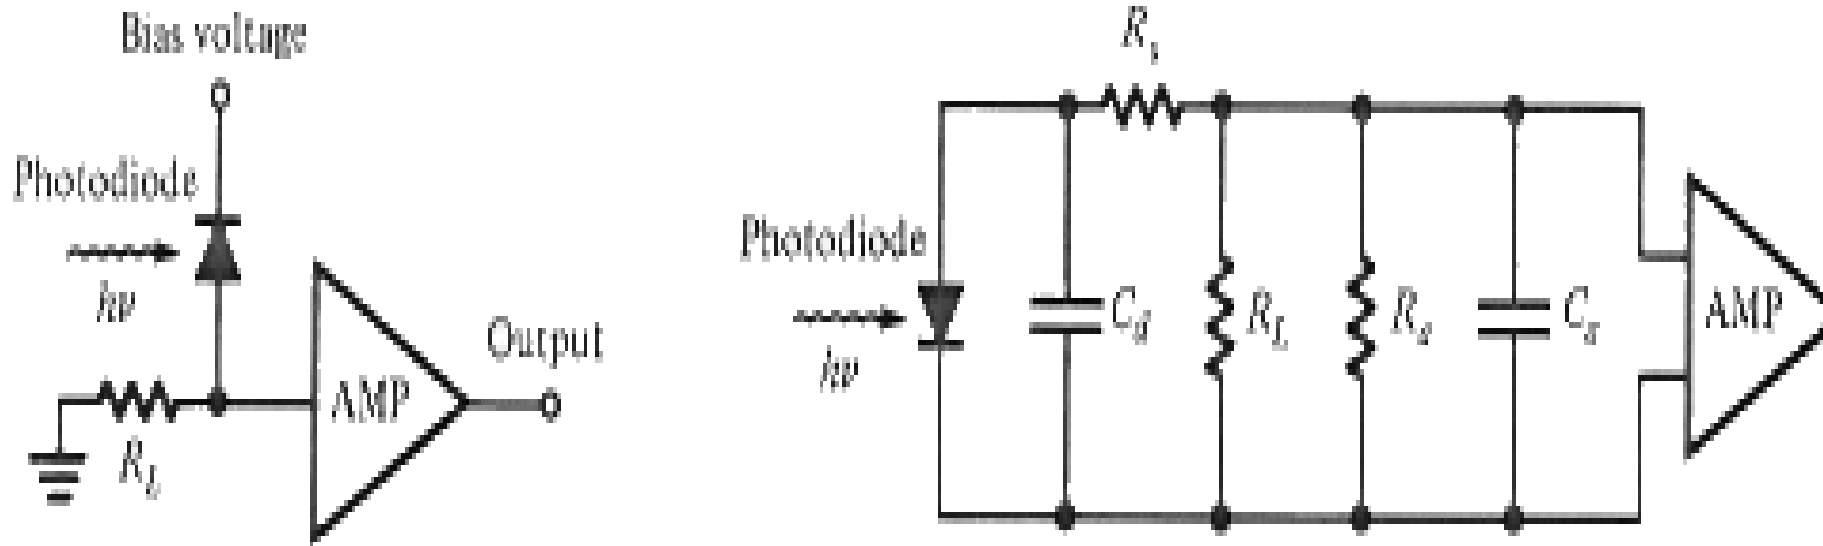 Bias voltage
Photodiode
hν
R_L
AMP
Output
R_s
Photodiode
hν
C_d
R_L
R_a
C_a
AMP